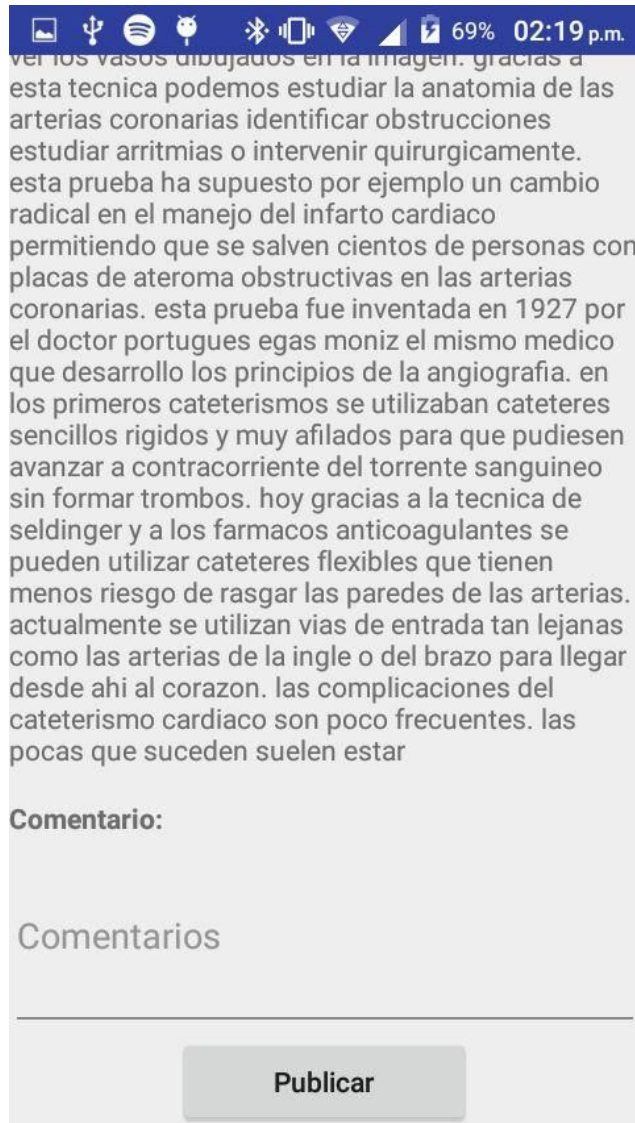 69% 02:19 p.m.
ver los vasos dibujados en la imagen. gracias a
esta tecnica podemos estudiar la anatomia de las
arterias coronarias identificar obstrucciones
estudiar arritmias o intervenir quirurgicamente.
esta prueba ha supuesto por ejemplo un cambio
radical en el manejo del infarto cardiaco
permitiendo que se salven cientos de personas con
placas de ateroma obstructivas en las arterias
coronarias. esta prueba fue inventada en 1927 por
el doctor portugues egas moniz el mismo medico
que desarrollo los principios de la angiografia. en
los primeros cateterismos se utilizaban cateteres
sencillos rigidos y muy afilados para que pudiesen
avanzar a contracorriente del torrente sanguineo
sin formar trombos. hoy gracias a la tecnica de
seldinger y a los farmacos anticoagulantes se
pueden utilizar cateteres flexibles que tienen
menos riesgo de rasgar las paredes de las arterias.
actualmente se utilizan vias de entrada tan lejanas
como las arterias de la ingle o del brazo para llegar
desde ahi al corazon. las complicaciones del
cateterismo cardiaco son poco frecuentes. las
pocas que suceden suelen estar
Comentario:
Comentarios
Publicar